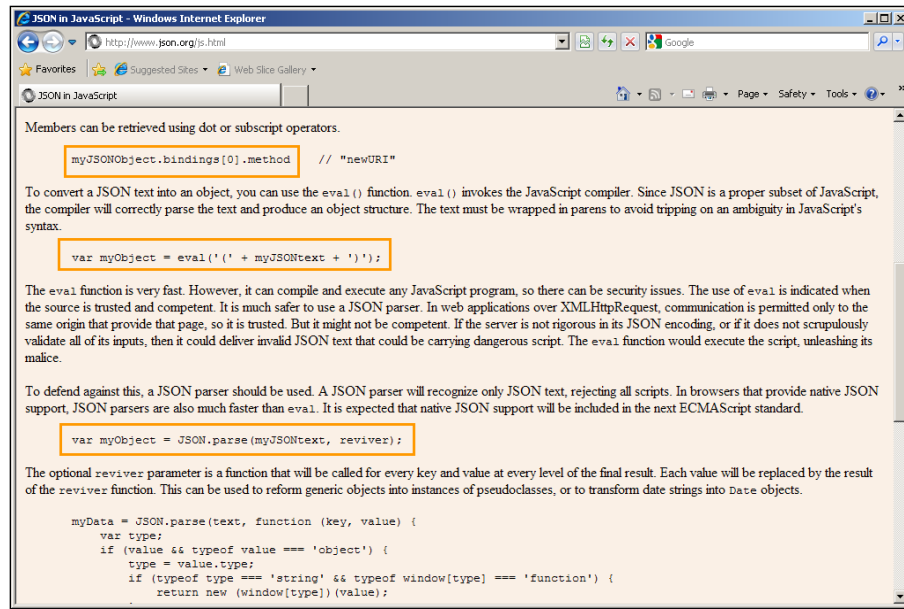 JSON in JavaScript - Windows Internet Explorer
http://www.json.org/js.html
Google
Favorites
Suggested Sites
Web Slice Gallery
JSON in JavaScript
Page
Safety
Tools
»
Members can be retrieved using dot or subscript operators.
myJSONObject.bindings[0].method // "newURI"
To convert a JSON text into an object, you can use the eval() function. eval() invokes the JavaScript compiler. Since JSON is a proper subset of JavaScript,
the compiler will correctly parse the text and produce an object structure. The text must be wrapped in parens to avoid tripping on an ambiguity in JavaScript's
syntax.
var myObject = eval('(' + myJSONtext + ')');
The eval function is very fast. However, it can compile and execute any JavaScript program, so there can be security issues. The use of eval is indicated when
the source is trusted and competent. It is much safer to use a JSON parser. In web applications over XMLHttpRequest, communication is permitted only to the
same origin that provide that page, so it is trusted. But it might not be competent. If the server is not rigorous in its JSON encoding, or if it does not scrupulously
validate all of its inputs, then it could deliver invalid JSON text that could be carrying dangerous script. The eval function would execute the script, unleashing its
malice.
To defend against this, a JSON parser should be used. A JSON parser will recognize only JSON text, rejecting all scripts. In browsers that provide native JSON
support, JSON parsers are also much faster than eval. It is expected that native JSON support will be included in the next ECMAScript standard.
var myObject = JSON.parse(myJSONtext, reviver);
The optional reviver parameter is a function that will be called for every key and value at every level of the final result. Each value will be replaced by the result
of the reviver function. This can be used to reform generic objects into instances of pseudoclasses, or to transform date strings into Date objects.
myData = JSON.parse(text, function (key, value) {
var type;
if (value && typeof value === 'object') {
type = value.type;
if (typeof type === 'string' && typeof window[type] === 'function') {
return new (window[type])(value);